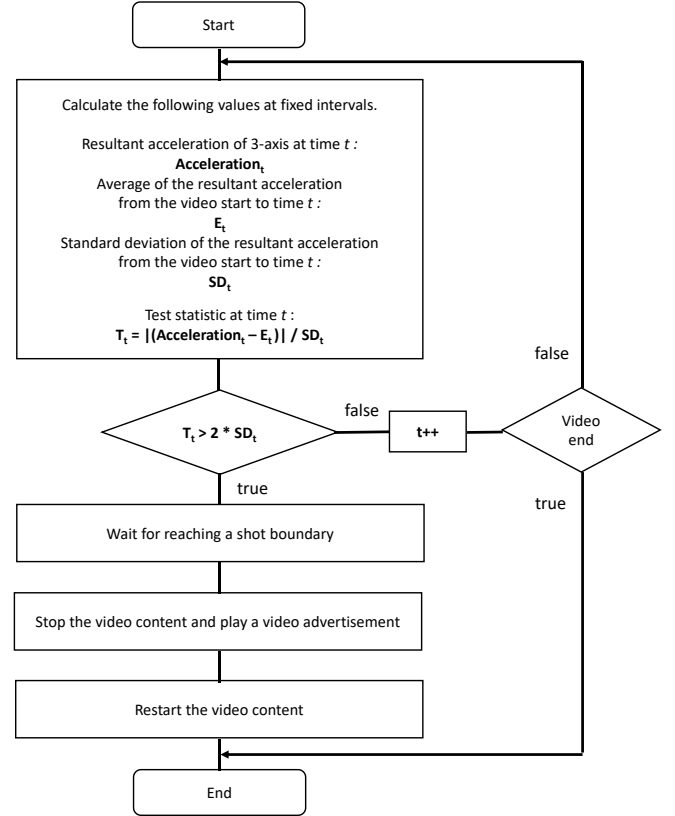 Start
Calculate the following values at fixed intervals.
Resultant acceleration of 3-axis at time t :
Accelerationₜ
Average of the resultant acceleration
from the video start to time t :
Eₜ
Standard deviation of the resultant acceleration
from the video start to time t :
SDₜ
Test statistic at time t :
Tₜ = |(Accelerationₜ – Eₜ)| / SDₜ
false
Tₜ > 2 * SDₜ
false
t++
Video
end
true
true
Wait for reaching a shot boundary
Stop the video content and play a video advertisement
Restart the video content
End